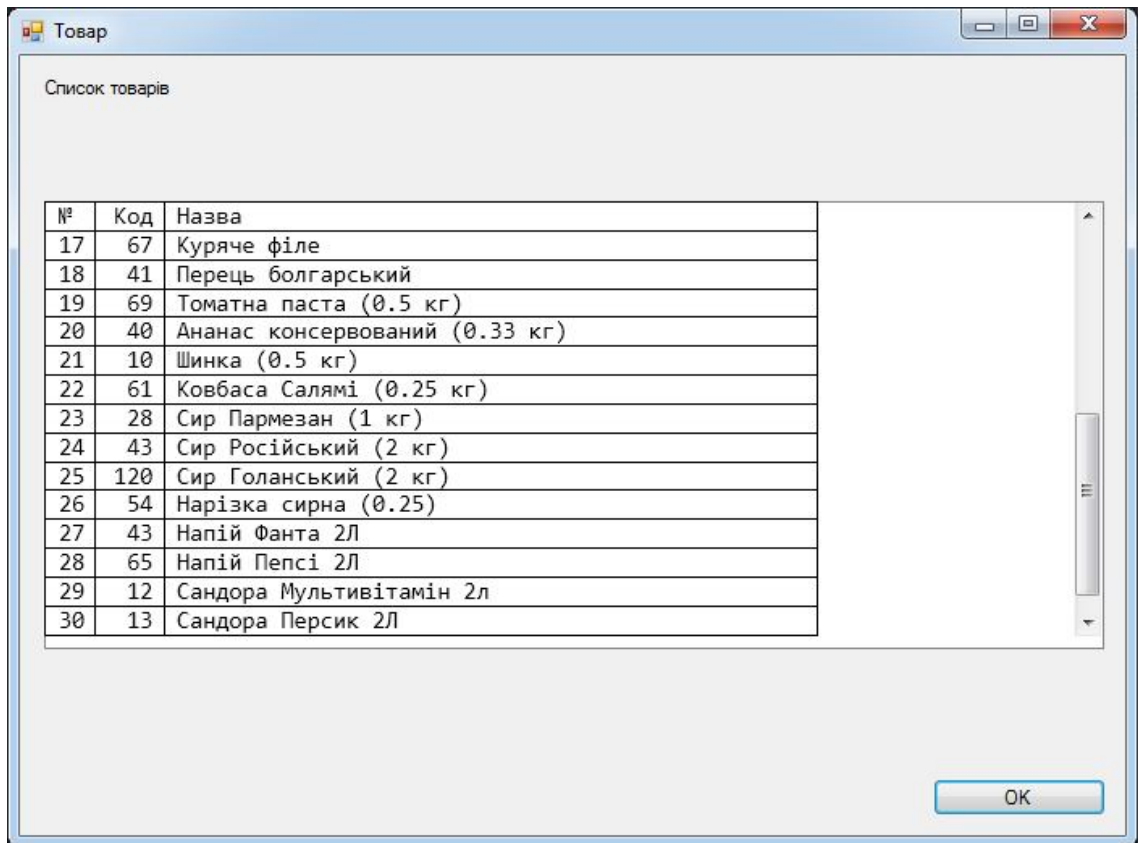 Товар
Список товарів
№ Код Назва
17 67 Куряче філе
18 41 Перець болгарський
19 69 Томатна паста (0.5 кг)
20 40 Ананас консервований (0.33 кг)
21 10 Шинка (0.5 кг)
22 61 Ковбаса Салямі (0.25 кг)
23 28 Сир Пармезан (1 кг)
24 43 Сир Російський (2 кг)
25 120 Сир Голанський (2 кг)
26 54 Нарізка сирна (0.25)
27 43 Напій Фанта 2Л
28 65 Напій Пепсі 2Л
29 12 Сандора Мультивітамін 2л
30 13 Сандора Персик 2Л
OK